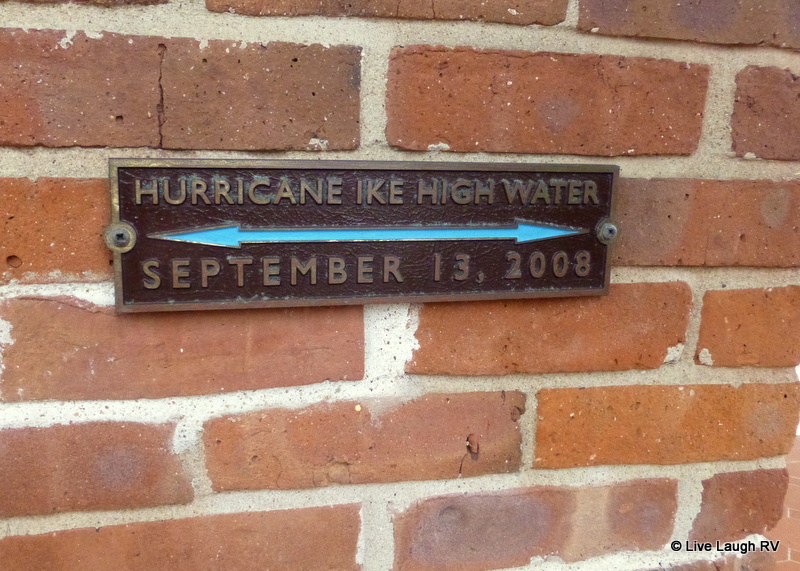 HURRICANE IKE HIGH WATER
SEPTEMBER 13, 2008
© Live Laugh RV